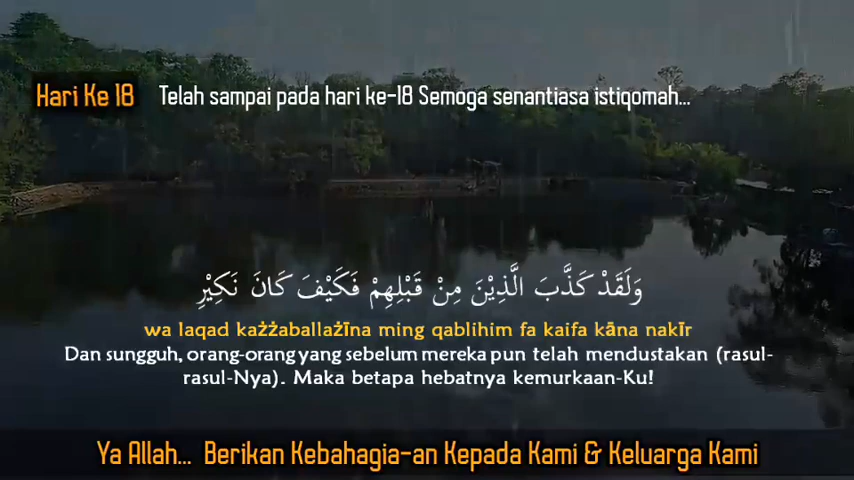 Hari Ke 18
Telah sampai pada hari ke-18 Semoga senantiasa istiqomah...
وَلَقَدْ كَذَّبَ الَّذِيْنَ مِنْ قَبْلِهِمْ فَكَيْفَ كَانَ نَكِيْرِ
wa laqad każżaballażīna ming qablihim fa kaifa kāna nakīr
Dan sungguh, orang-orang yang sebelum mereka pun telah mendustakan (rasul-
rasul-Nya). Maka betapa hebatnya kemurkaan-Ku!
Ya Allah... Berikan Kebahagia-an Kepada Kami & Keluarga Kami